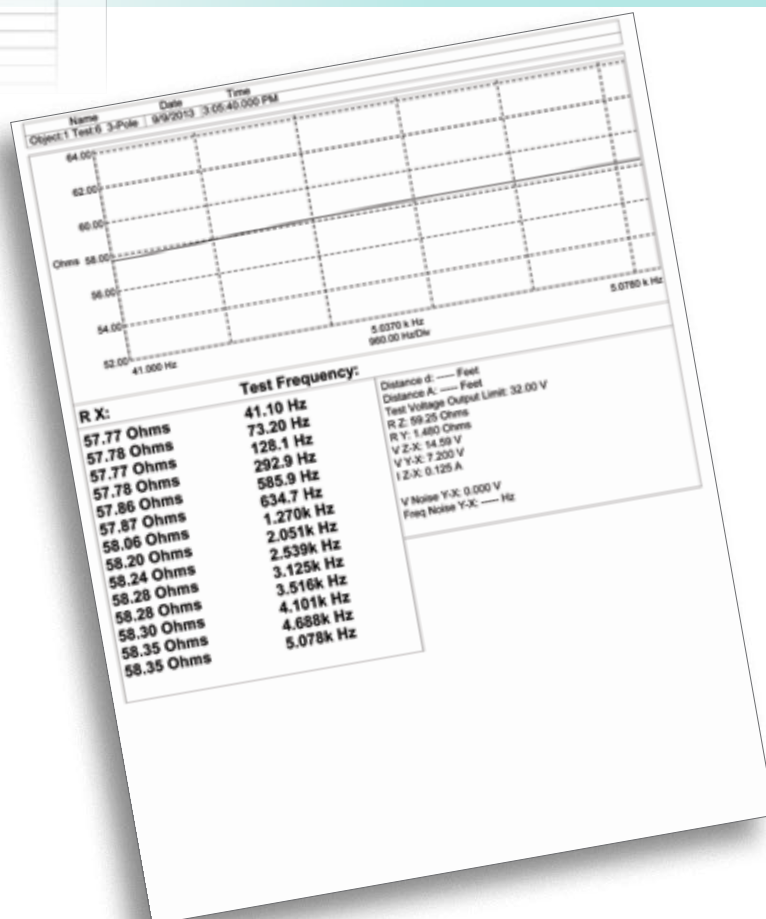 Name Date Time
Object:1 Test:6 3-Pole 9/9/2013 3:05:40.000 PM
64.00
62.00
60.00
Ohms 58.00
56.00
54.00
52.00
41.000 Hz 5.0370 k Hz 5.0780 k Hz
960.00 Hz/Div
R X: Test Frequency:
57.77 Ohms 41.10 Hz
57.78 Ohms 73.20 Hz
57.77 Ohms 128.1 Hz
57.78 Ohms 292.9 Hz
57.86 Ohms 585.9 Hz
57.87 Ohms 634.7 Hz
58.06 Ohms 1.270k Hz
58.20 Ohms 2.051k Hz
58.24 Ohms 2.539k Hz
58.28 Ohms 3.125k Hz
58.28 Ohms 3.516k Hz
58.30 Ohms 4.101k Hz
58.35 Ohms 4.688k Hz
58.35 Ohms 5.078k Hz
Distance d: ----- Feet
Distance A: ----- Feet
Test Voltage Output Limit: 32.00 V
R Z: 59.25 Ohms
R Y: 1.480 Ohms
V Z-X: 14.59 V
V Y-X: 7.200 V
I Z-X: 0.125 A
V Noise Y-X: 0.000 V
Freq Noise Y-X: ----- Hz